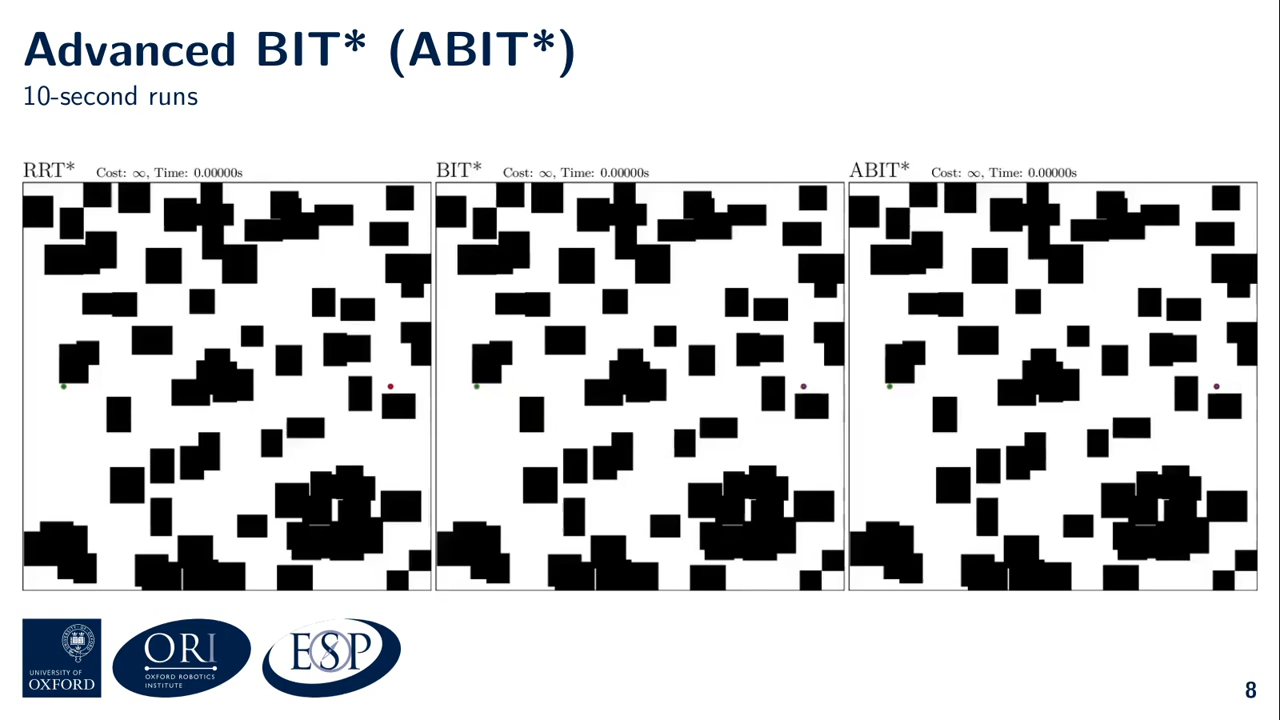 Advanced BIT* (ABIT*)
10-second runs
RRT* Cost: ∞, Time: 0.00000s
BIT* Cost: ∞, Time: 0.00000s
ABIT* Cost: ∞, Time: 0.00000s
UNIVERSITY OF
OXFORD
ORI
OXFORD ROBOTICS
INSTITUTE
ESP
8